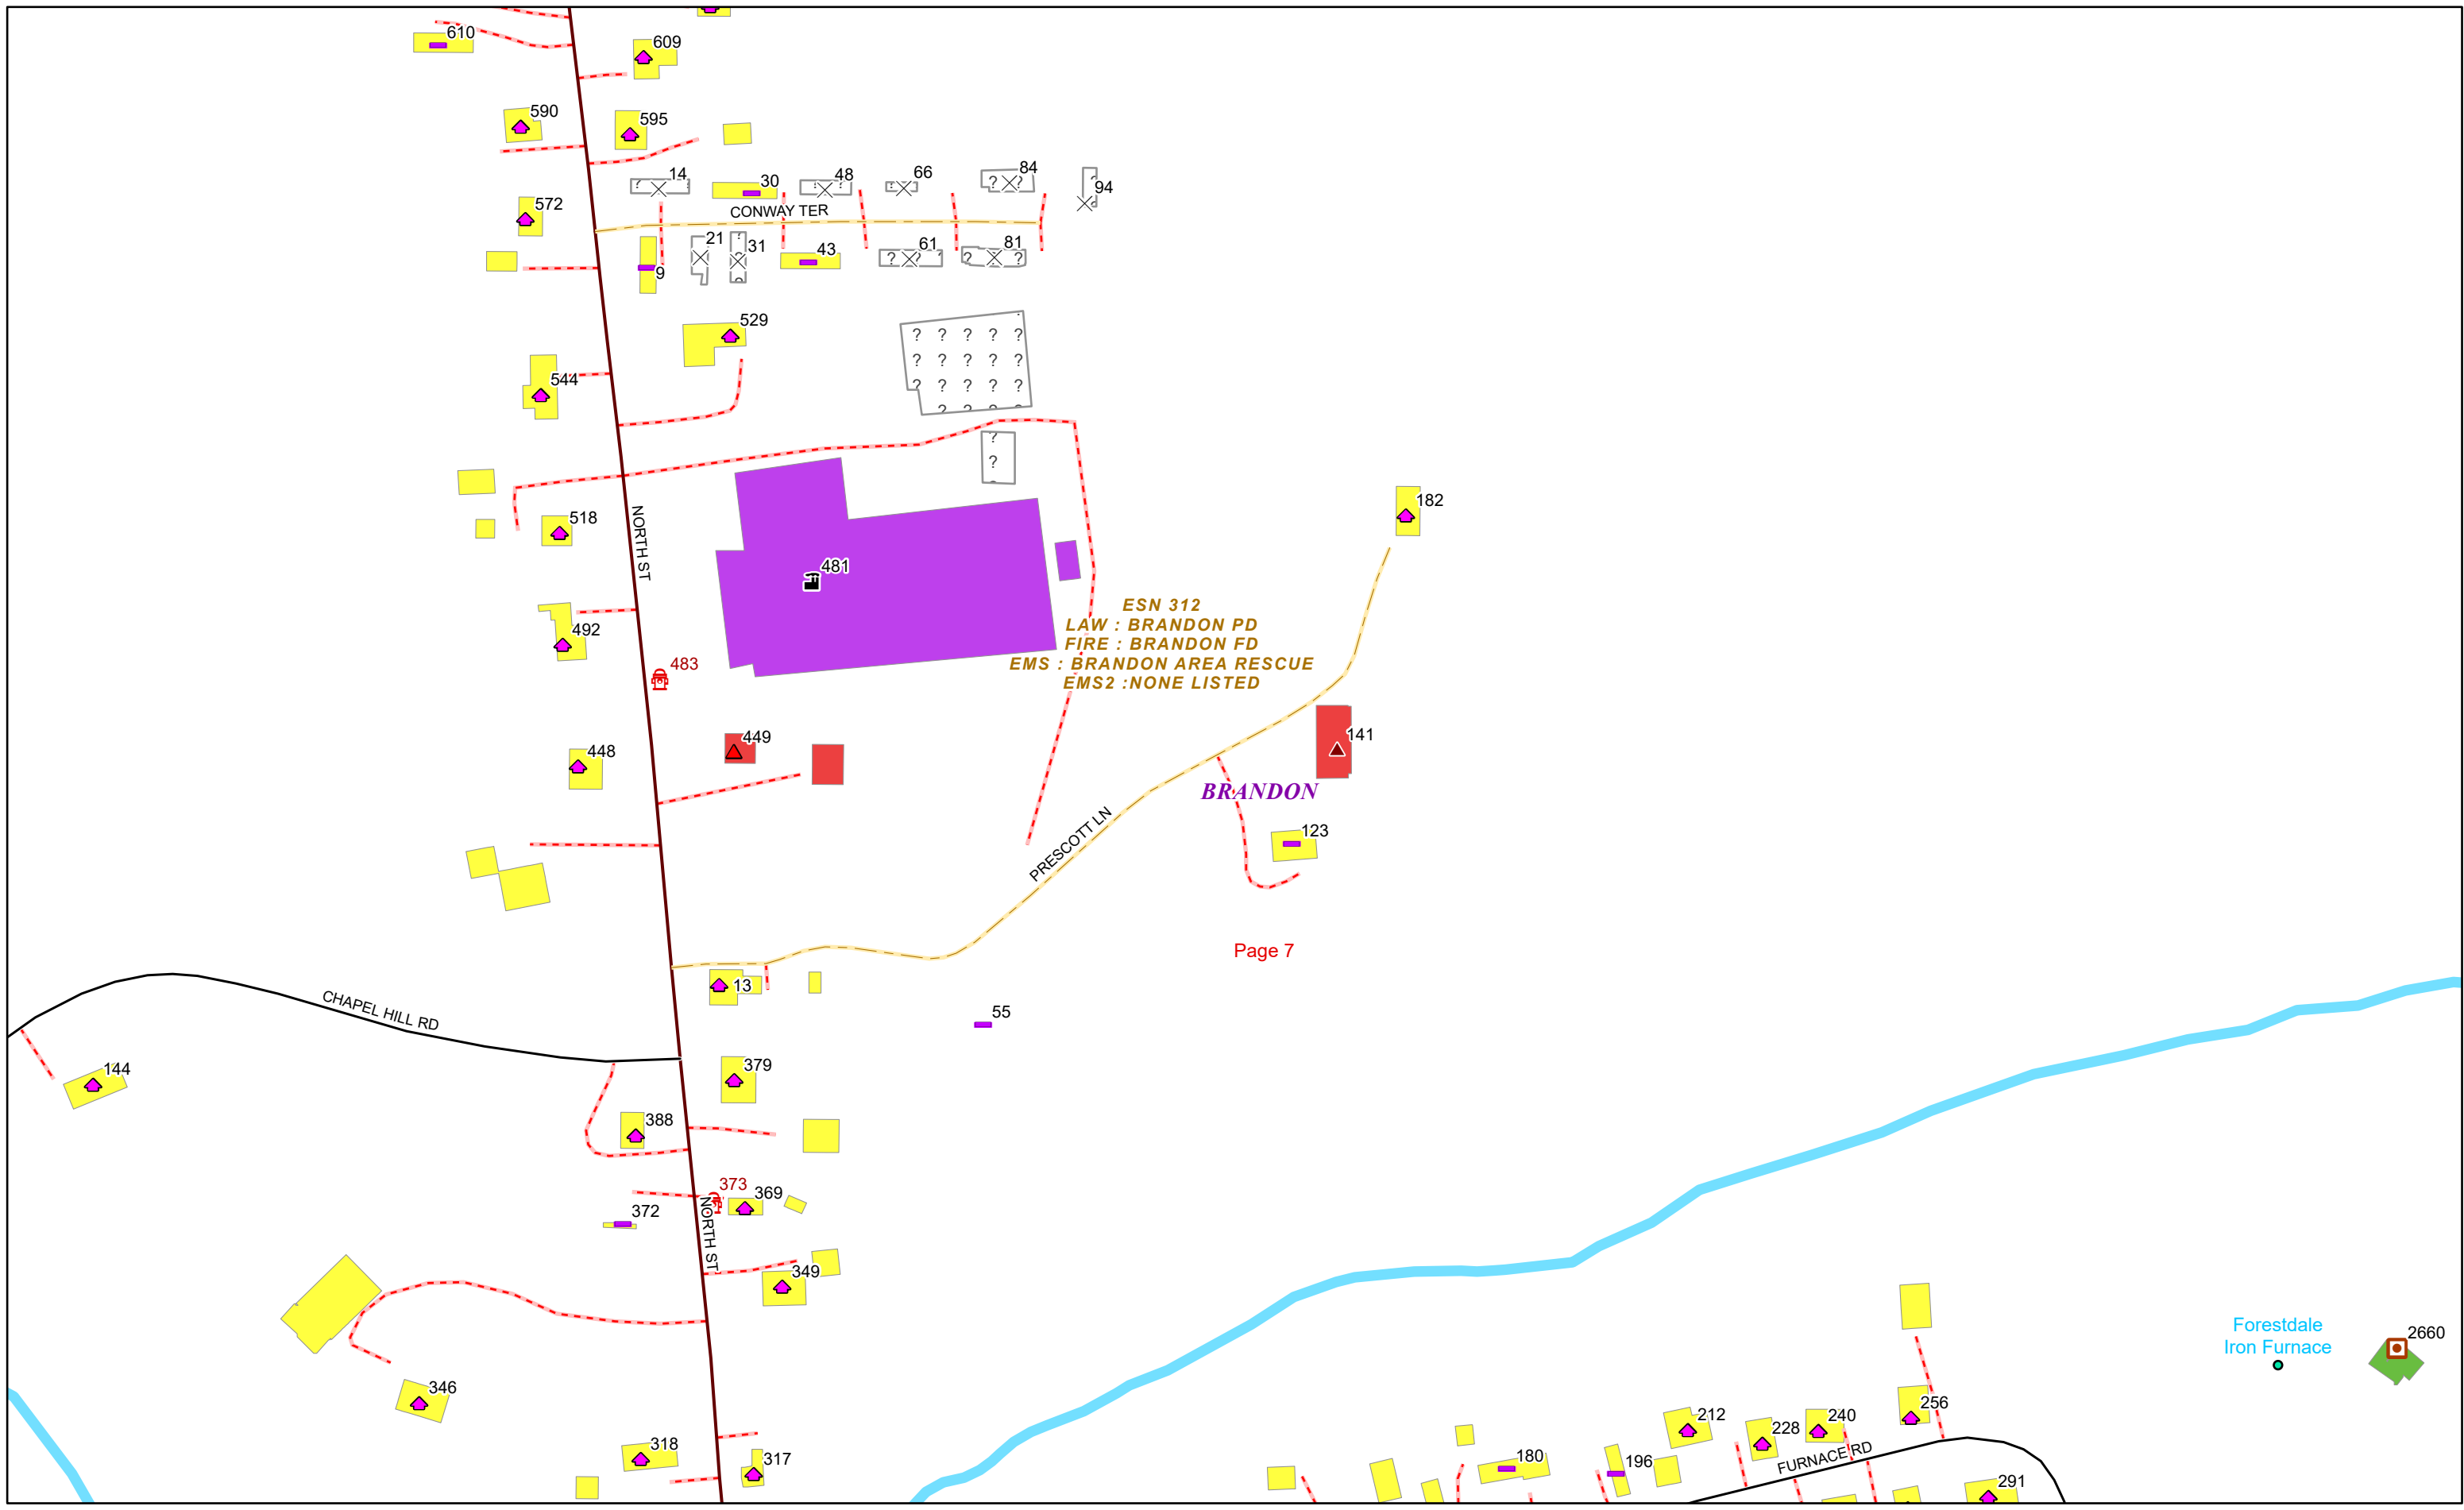 610
609
590
595
14
30
48
66
84
94
572
CONWAY TER
9
21
31
43
61
81
529
? ? ? ? ?
? ? ? ? ?
? ? ? ? ?
? ? ? ?
544
?
?
518
NORTH ST
182
481
ESN 312
LAW : BRANDON PD
FIRE : BRANDON FD
EMS : BRANDON AREA RESCUE
EMS2 :NONE LISTED
492
483
449
448
141
BRANDON
123
PRESCOTT LN
Page 7
13
55
CHAPEL HILL RD
144
379
388
373
369
372
NORTH ST
349
346
318
317
Forestdale
Iron Furnace
2660
256
212
228
240
FURNACE RD
180
196
291